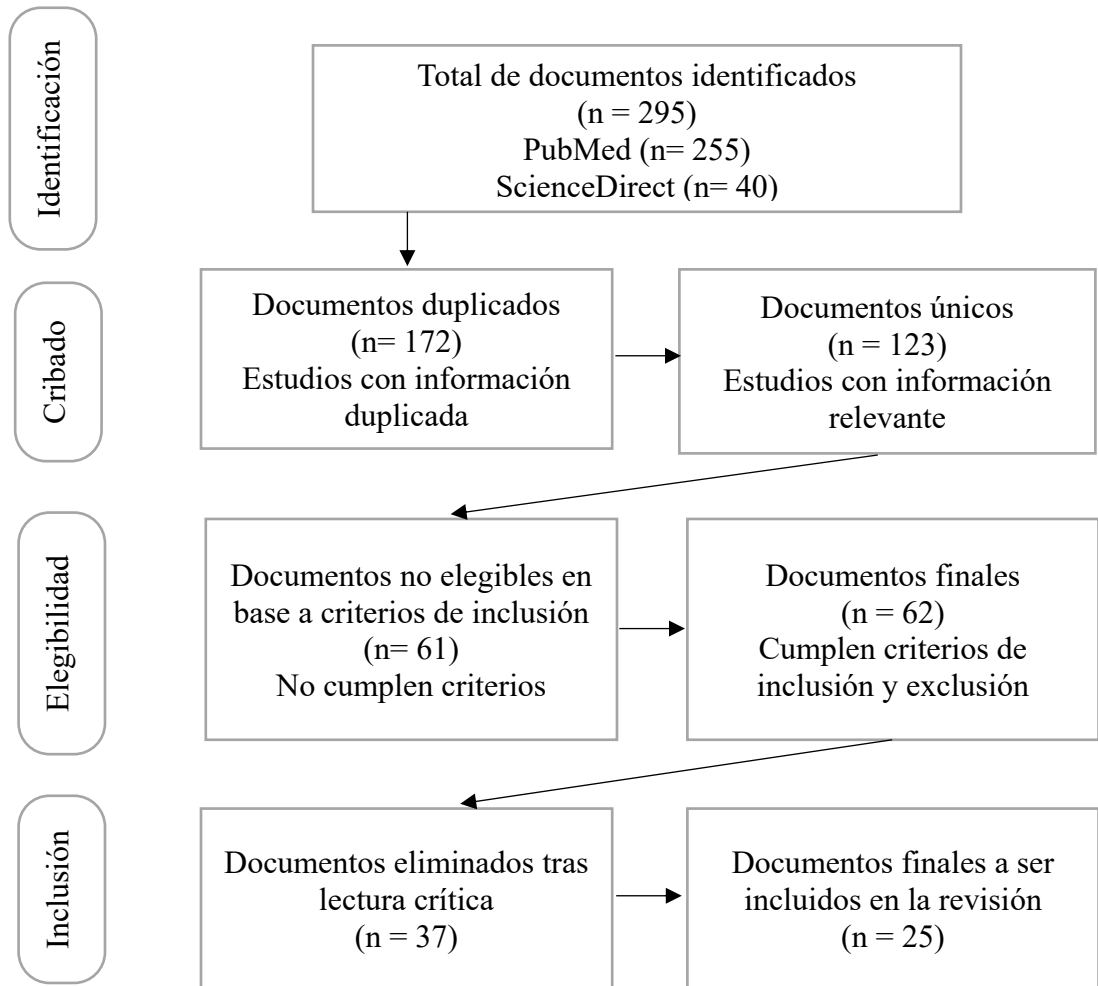 Identificación
Total de documentos identificados
(n = 295)
PubMed (n= 255)
ScienceDirect (n= 40)
Cribado
Documentos duplicados
(n= 172)
Estudios con información
duplicada
Documentos únicos
(n = 123)
Estudios con información
relevante
Elegibilidad
Documentos no elegibles en
base a criterios de inclusión
(n= 61)
No cumplen criterios
Documentos finales
(n = 62)
Cumplen criterios de
inclusión y exclusión
Inclusión
Documentos eliminados tras
lectura crítica
(n = 37)
Documentos finales a ser
incluidos en la revisión
(n = 25)